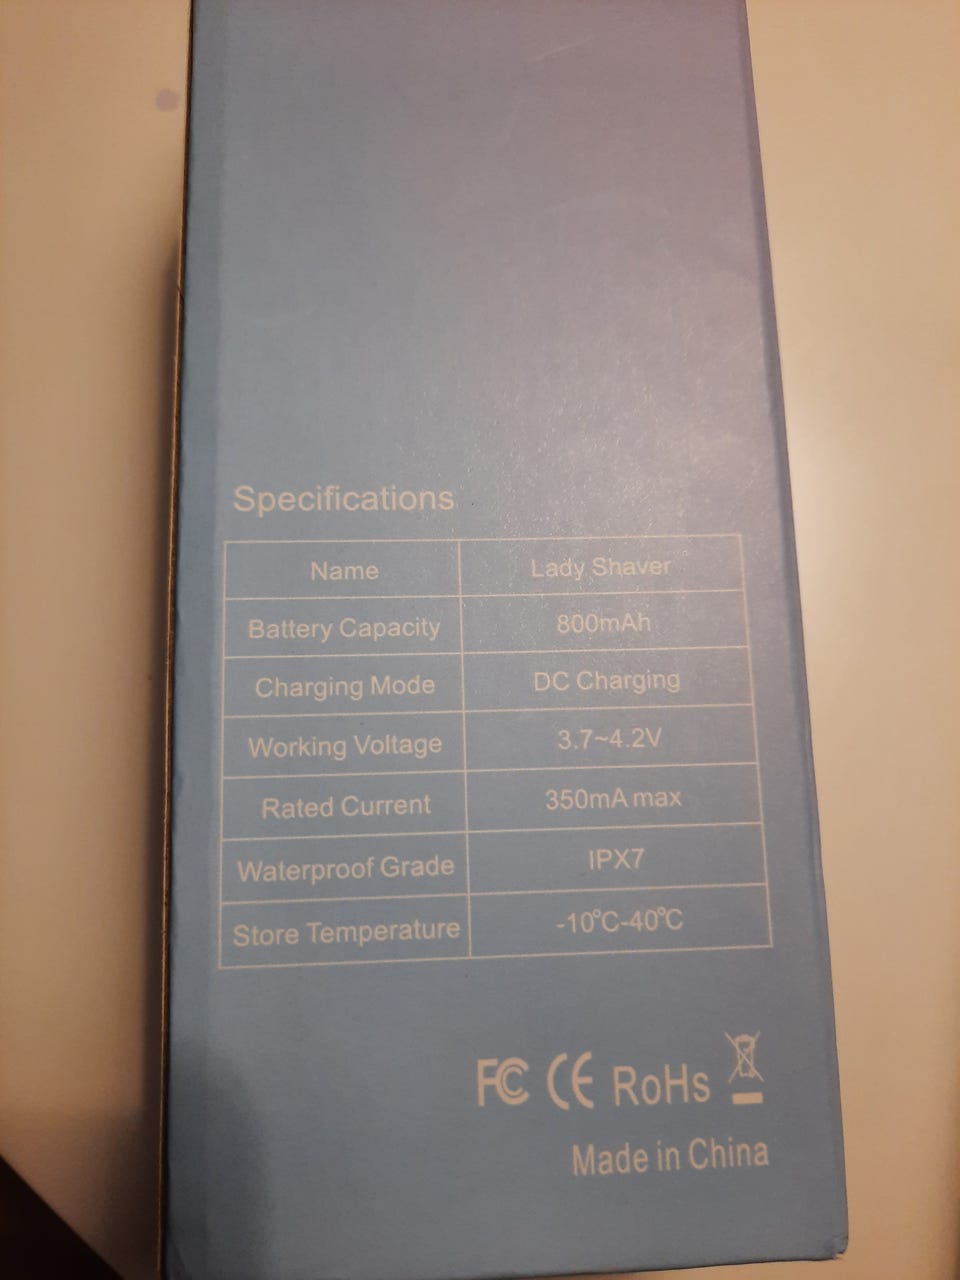 Specifications
Name Lady Shaver
Battery Capacity 800mAh
Charging Mode DC Charging
Working Voltage 3.7~4.2V
Rated Current 350mA max
Waterproof Grade IPX7
Store Temperature -10℃-40℃
FC CE RoHs
Made in China